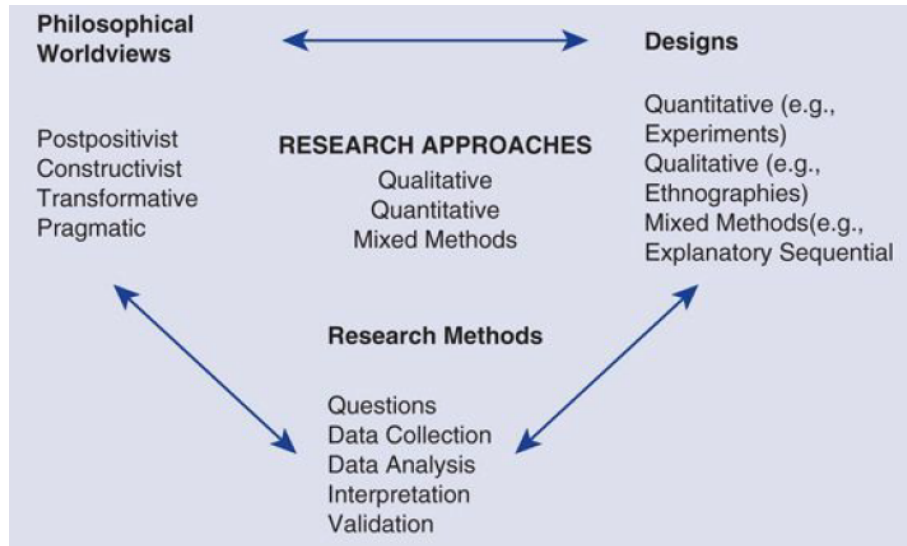 Philosophical
Worldviews
Designs
Postpositivist
Constructivist
Transformative
Pragmatic
RESEARCH APPROACHES
Qualitative
Quantitative
Mixed Methods
Quantitative (e.g.,
Experiments)
Qualitative (e.g.,
Ethnographies)
Mixed Methods(e.g.,
Explanatory Sequential
Research Methods
Questions
Data Collection
Data Analysis
Interpretation
Validation